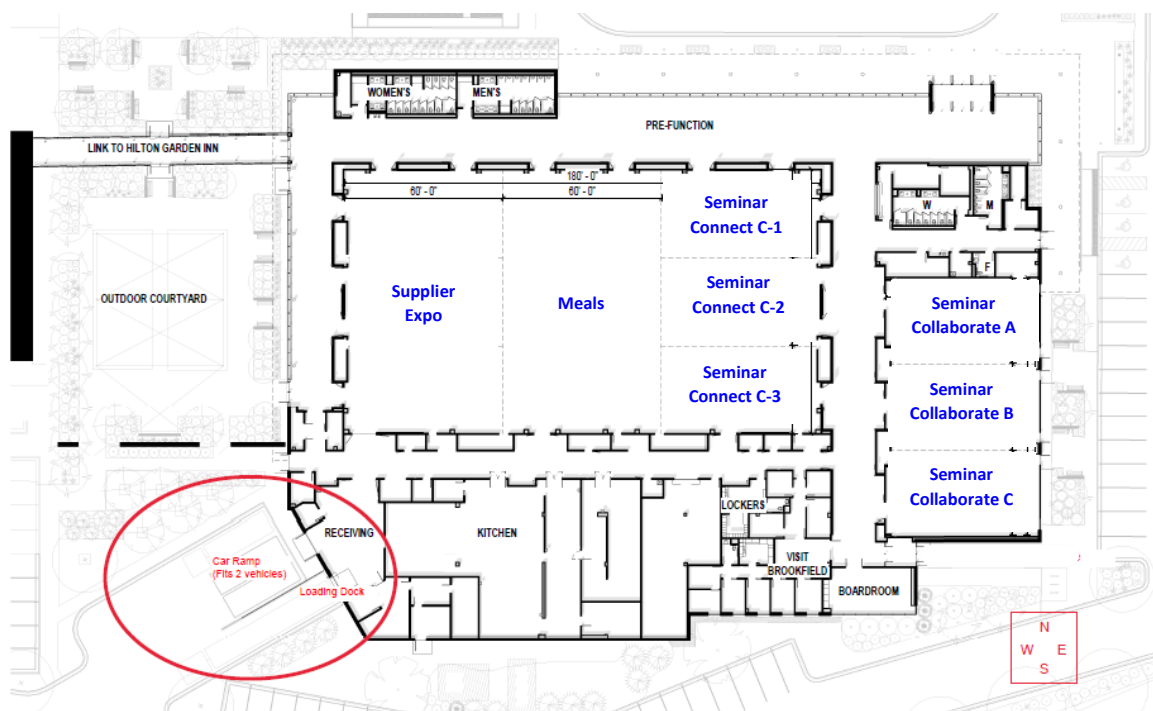 WOMEN'S
MEN'S
PRE-FUNCTION
LINK TO HILTON GARDEN INN
180' - 0"
60' - 0"
60' - 0"
Seminar
Connect C-1
W
M
F
OUTDOOR COURTYARD
Supplier
Expo
Meals
Seminar
Connect C-2
Seminar
Collaborate A
Seminar
Connect C-3
Seminar
Collaborate B
Seminar
Collaborate C
LOCKERS
RECEIVING
KITCHEN
Car Ramp
(Fits 2 vehicles)
Loading Dock
VISIT
BROOKFIELD
BOARDROOM
N
W E
S